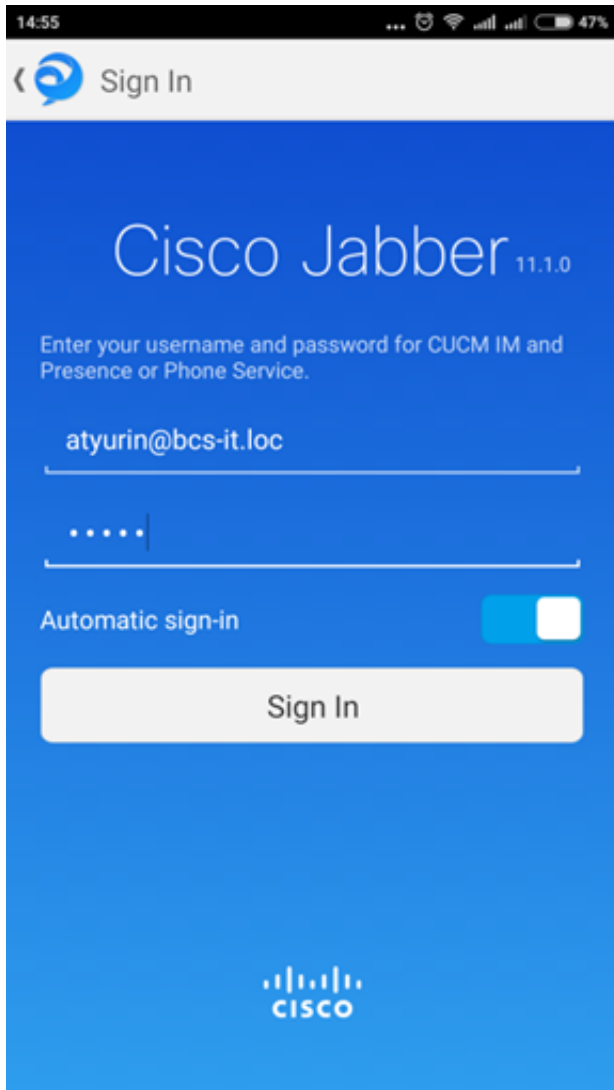 14:55 ... 47%
Sign In
Cisco Jabber 11.1.0
Enter your username and password for CUCM IM and
Presence or Phone Service.
atyurin@bcs-it.loc
•••••
Automatic sign-in
Sign In
CISCO